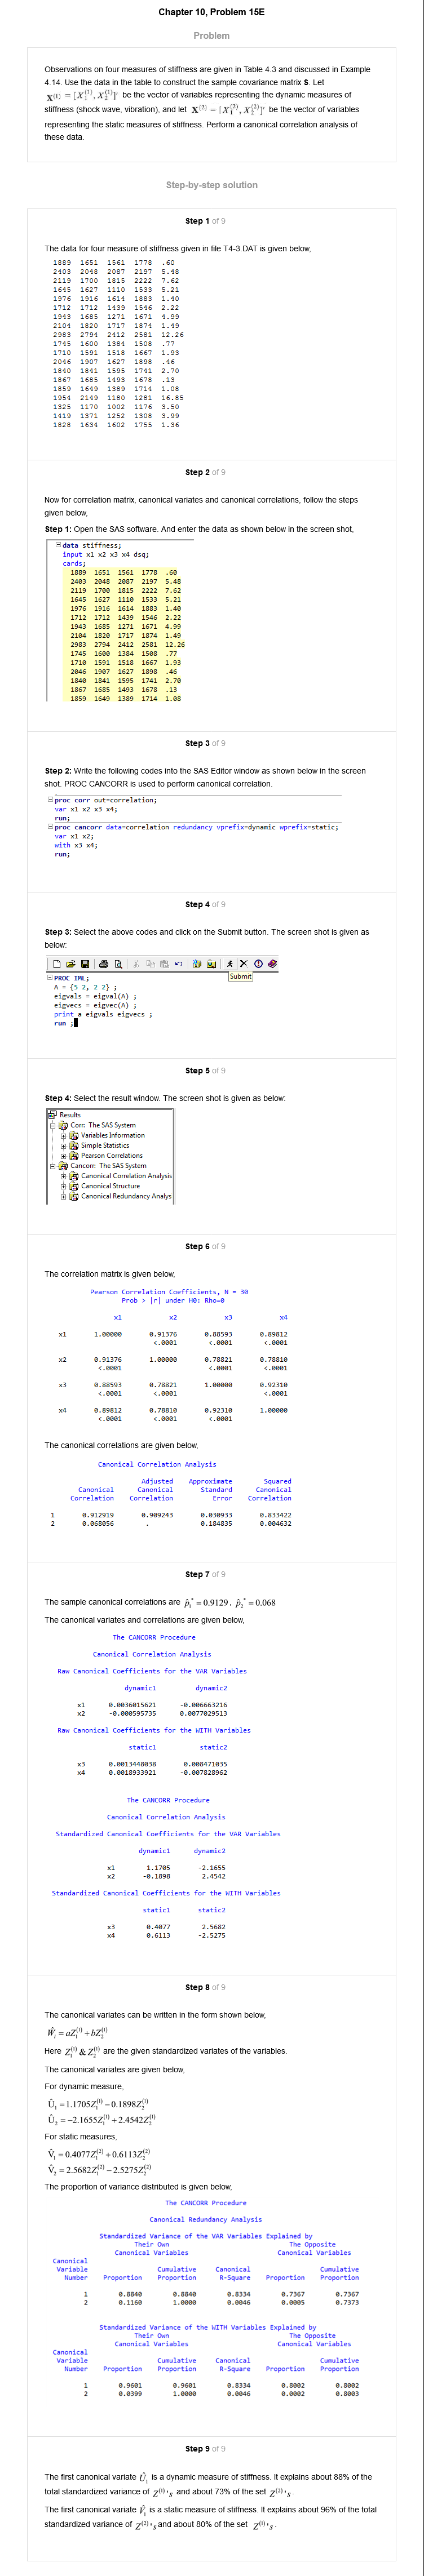 Chapter 10, Problem 15E
Problem
Observations on four measures of stiffness are given in Table 4.3 and discussed in Example
4.14. Use the data in the table to construct the sample covariance matrix S. Let
X⁽¹⁾ = [X₁⁽¹⁾, X₂⁽¹⁾]′ be the vector of variables representing the dynamic measures of
stiffness (shock wave, vibration), and let X⁽²⁾ = [X₁⁽²⁾, X₂⁽²⁾]′ be the vector of variables
representing the static measures of stiffness. Perform a canonical correlation analysis of
these data.
Step-by-step solution
Step 1 of 9
The data for four measure of stiffness given in file T4-3.DAT is given below,
1889 1651 1561 1778 .60
2403 2048 2087 2197 5.48
2119 1700 1815 2222 7.62
1645 1627 1110 1533 5.21
1976 1916 1614 1883 1.40
1712 1712 1439 1546 2.22
1943 1685 1271 1671 4.99
2104 1820 1717 1874 1.49
2983 2794 2412 2581 12.26
1745 1600 1384 1508 .77
1710 1591 1518 1667 1.93
2046 1907 1627 1898 .46
1840 1841 1595 1741 2.70
1867 1685 1493 1678 .13
1859 1649 1389 1714 1.08
1954 2149 1180 1281 16.85
1325 1170 1002 1176 3.50
1419 1371 1252 1308 3.99
1828 1634 1602 1755 1.36
Step 2 of 9
Now for correlation matrix, canonical variates and canonical correlations, follow the steps
given below,
Step 1: Open the SAS software. And enter the data as shown below in the screen shot,
data stiffness;
input x1 x2 x3 x4 dsq;
cards;
1889 1651 1561 1778 .60
2403 2048 2087 2197 5.48
2119 1700 1815 2222 7.62
1645 1627 1110 1533 5.21
1976 1916 1614 1883 1.40
1712 1712 1439 1546 2.22
1943 1685 1271 1671 4.99
2104 1820 1717 1874 1.49
2983 2794 2412 2581 12.26
1745 1600 1384 1508 .77
1710 1591 1518 1667 1.93
2046 1907 1627 1898 .46
1840 1841 1595 1741 2.70
1867 1685 1493 1678 .13
1859 1649 1389 1714 1.08
Step 3 of 9
Step 2: Write the following codes into the SAS Editor window as shown below in the screen
shot. PROC CANCORR is used to perform canonical correlation.
proc corr out=correlation;
var x1 x2 x3 x4;
run;
proc cancorr data=correlation redundancy vprefix=dynamic wprefix=static;
var x1 x2;
with x3 x4;
run;
Step 4 of 9
Step 3: Select the above codes and click on the Submit button. The screen shot is given as
below:
Submit
PROC IML;
A = {5 2, 2 2} ;
eigvals = eigval(A) ;
eigvecs = eigvec(A) ;
print a eigvals eigvecs ;
run ;
Step 5 of 9
Step 4: Select the result window. The screen shot is given as below:
Results
Corr: The SAS System
Variables Information
Simple Statistics
Pearson Correlations
Cancorr: The SAS System
Canonical Correlation Analysis
Canonical Structure
Canonical Redundancy Analys
Step 6 of 9
The correlation matrix is given below,
Pearson Correlation Coefficients, N = 30
Prob > |r| under H0: Rho=0
x1 x2 x3 x4
x1 1.00000 0.91376 0.88593 0.89812
<.0001 <.0001 <.0001
x2 0.91376 1.00000 0.78821 0.78810
<.0001 <.0001 <.0001
x3 0.88593 0.78821 1.00000 0.92310
<.0001 <.0001 <.0001
x4 0.89812 0.78810 0.92310 1.00000
<.0001 <.0001 <.0001
The canonical correlations are given below,
Canonical Correlation Analysis
Adjusted Approximate Squared
Canonical Canonical Standard Canonical
Correlation Correlation Error Correlation
1 0.912919 0.909243 0.030933 0.833422
2 0.068056 . 0.184835 0.004632
Step 7 of 9
The sample canonical correlations are ρ̂₁* = 0.9129 . ρ̂₂* = 0.068
The canonical variates and correlations are given below,
The CANCORR Procedure
Canonical Correlation Analysis
Raw Canonical Coefficients for the VAR Variables
dynamic1 dynamic2
x1 0.0036015621 -0.006663216
x2 -0.000595735 0.0077029513
Raw Canonical Coefficients for the WITH Variables
static1 static2
x3 0.0013448038 0.008471035
x4 0.0018933921 -0.007828962
The CANCORR Procedure
Canonical Correlation Analysis
Standardized Canonical Coefficients for the VAR Variables
dynamic1 dynamic2
x1 1.1705 -2.1655
x2 -0.1898 2.4542
Standardized Canonical Coefficients for the WITH Variables
static1 static2
x3 0.4077 2.5682
x4 0.6113 -2.5275
Step 8 of 9
The canonical variates can be written in the form shown below,
Ŵᵢ = aZ₁⁽ⁱ⁾ + bZ₂⁽ⁱ⁾
Here Z₁⁽ⁱ⁾ & Z₂⁽ⁱ⁾ are the given standardized variates of the variables.
The canonical variates are given below,
For dynamic measure,
Û₁ = 1.1705Z₁⁽¹⁾ − 0.1898Z₂⁽¹⁾
Û₂ = −2.1655Z₁⁽¹⁾ + 2.4542Z₂⁽¹⁾
For static measures,
V̂₁ = 0.4077Z₁⁽²⁾ + 0.6113Z₂⁽²⁾
V̂₂ = 2.5682Z₁⁽²⁾ − 2.5275Z₂⁽²⁾
The proportion of variance distributed is given below,
The CANCORR Procedure
Canonical Redundancy Analysis
Standardized Variance of the VAR Variables Explained by
Their Own The Opposite
Canonical Variables Canonical Variables
Canonical
Variable Cumulative Canonical Cumulative
Number Proportion Proportion R-Square Proportion Proportion
1 0.8840 0.8840 0.8334 0.7367 0.7367
2 0.1160 1.0000 0.0046 0.0005 0.7373
Standardized Variance of the WITH Variables Explained by
Their Own The Opposite
Canonical Variables Canonical Variables
Canonical
Variable Cumulative Canonical Cumulative
Number Proportion Proportion R-Square Proportion Proportion
1 0.9601 0.9601 0.8334 0.8002 0.8002
2 0.0399 1.0000 0.0046 0.0002 0.8003
Step 9 of 9
The first canonical variate Û₁ is a dynamic measure of stiffness. It explains about 88% of the
total standardized variance of Z⁽¹⁾'s and about 73% of the set Z⁽²⁾'s.
The first canonical variate V̂₁ is a static measure of stiffness. It explains about 96% of the total
standardized variance of Z⁽²⁾'s and about 80% of the set Z⁽¹⁾'s.